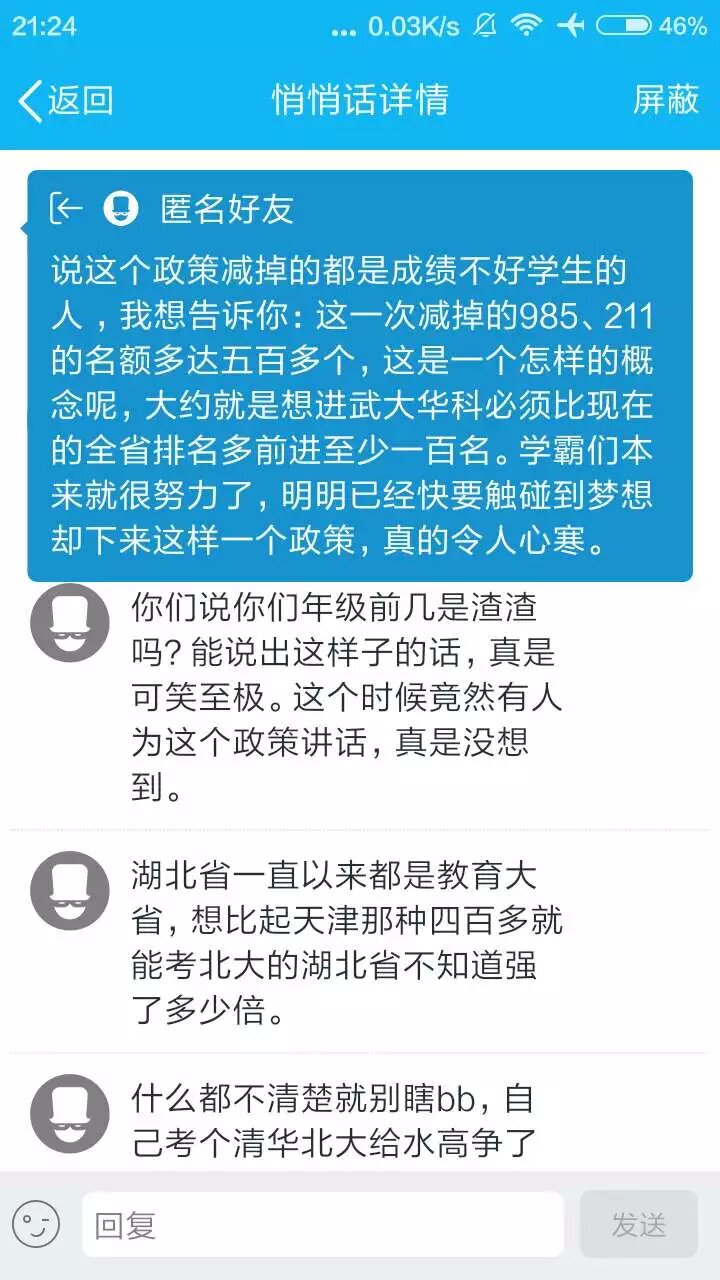 21:24
... 0.03K/s 46%
返回
悄悄话详情
屏蔽
匿名好友
说这个政策减掉的都是成绩不好学生的
人，我想告诉你：这一次减掉的985、211
的名额多达五百多个，这是一个怎样的概
念呢，大约就是想进武大华科必须比现在
的全省排名多前进至少一百名。学霸们本
来就很努力了，明明已经快要触碰到梦想
却下来这样一个政策，真的令人心寒。
你们说你们年级前几是渣渣
吗？能说出这样子的话，真是
可笑至极。这个时候竟然有人
为这个政策讲话，真是没想
到。
湖北省一直以来都是教育大
省，想比起天津那种四百多就
能考北大的湖北省不知道强
了多少倍。
什么都不清楚就别瞎bb，自
己考个清华北大给水高争了
回复
发送